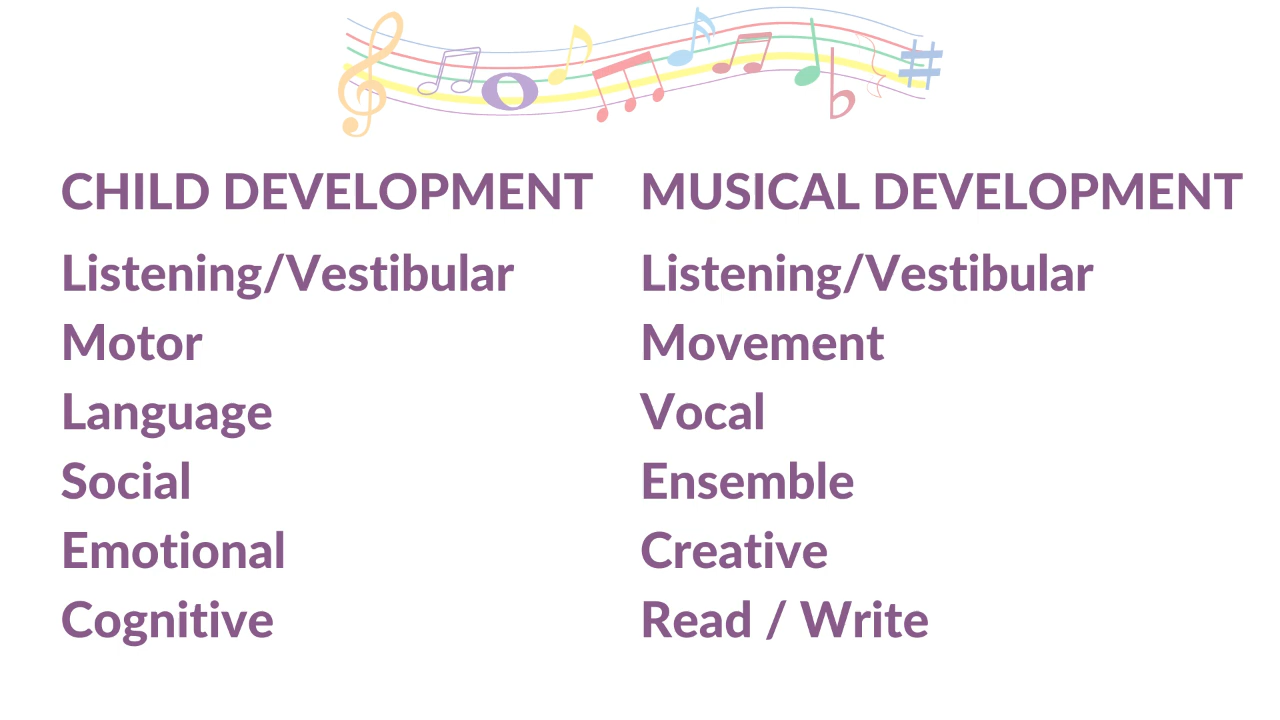 CHILD DEVELOPMENT
Listening/Vestibular
Motor
Language
Social
Emotional
Cognitive
MUSICAL DEVELOPMENT
Listening/Vestibular
Movement
Vocal
Ensemble
Creative
Read / Write